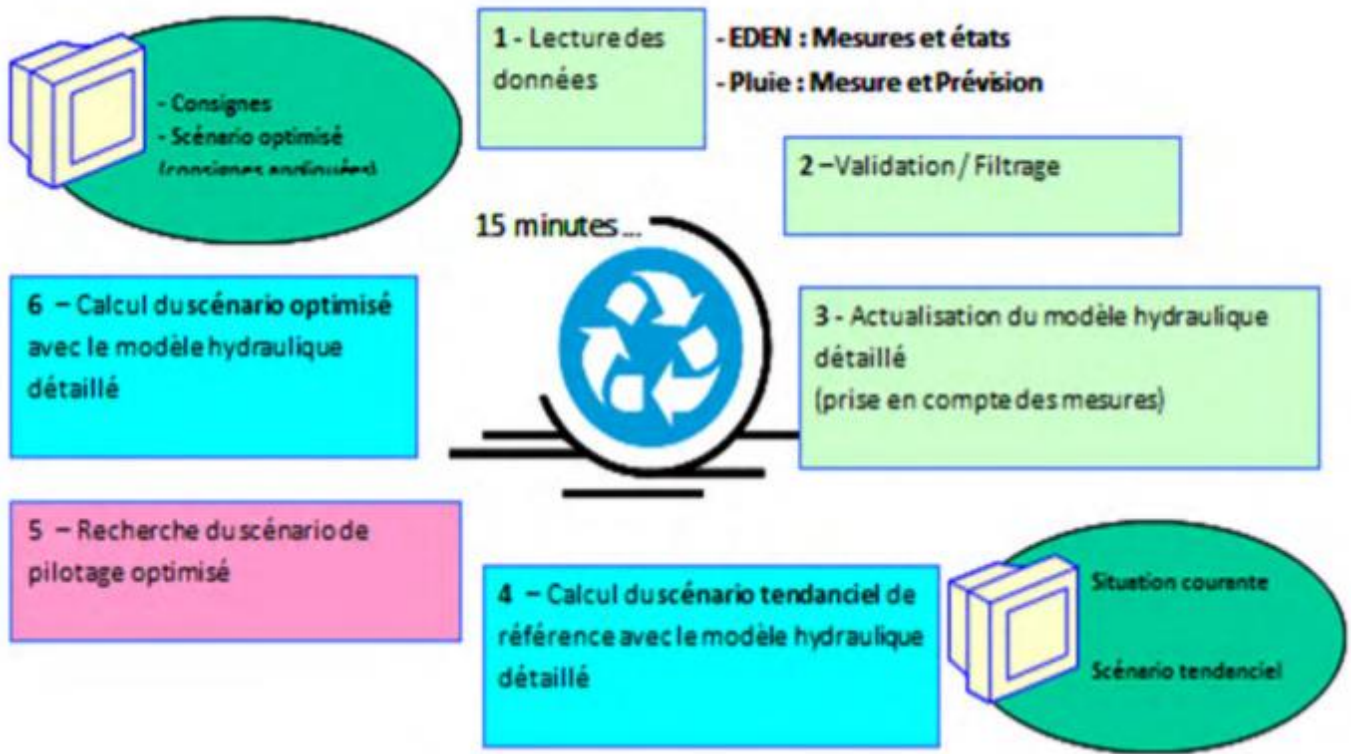 1 - Lecture des
données
- EDEN : Mesures et états
- Pluie : Mesure et Prévision
2 –Validation / Filtrage
3 - Actualisation du modèle hydraulique
détaillé
(prise en compte des mesures)
4 – Calcul du scénario tendanciel de
référence avec le modèle hydraulique
détaillé
Situation courante
Scénario tendanciel
5 – Recherche du scénario de
pilotage optimisé
6 – Calcul du scénario optimisé
avec le modèle hydraulique
détaillé
- Consignes
- Scénario optimisé
(consignes appliquées)
15 minutes...